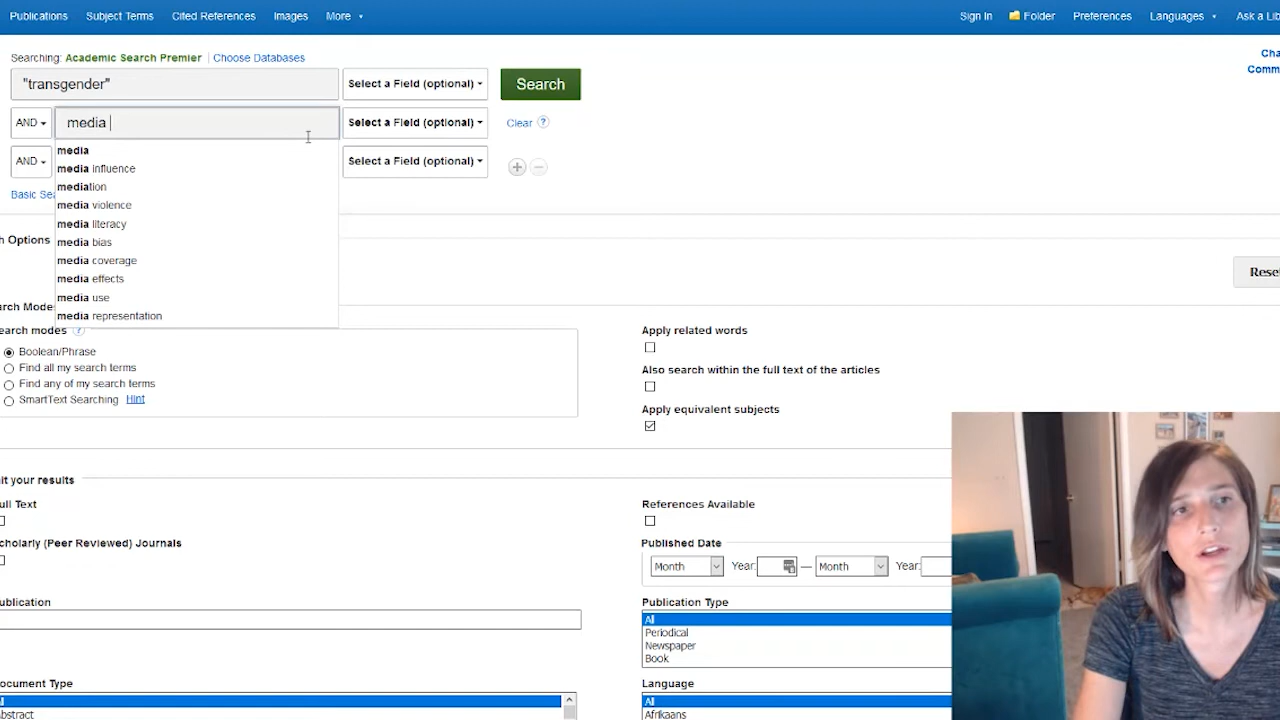 Publications Subject Terms Cited References Images More Sign In Folder Preferences Languages Ask a Lib
Searching: Academic Search Premier Choose Databases Cha
Comm
"transgender" Select a Field (optional) Search
AND media Select a Field (optional) Clear ?
AND Select a Field (optional) + −
media
media influence
mediation
media violence
media literacy
media bias
media coverage
media effects
media use
media representation
Basic Sea
h Options
Rese
arch Mode
earch modes ? Apply related words
Boolean/Phrase
Find all my search terms Also search within the full text of the articles
Find any of my search terms
SmartText Searching Hint Apply equivalent subjects
it your results
ull Text References Available
cholarly (Peer Reviewed) Journals Published Date
Month Year: — Month Year:
ublication Publication Type
All
Periodical
Newspaper
Book
ocument Type Language
ll All
bstract Afrikaans